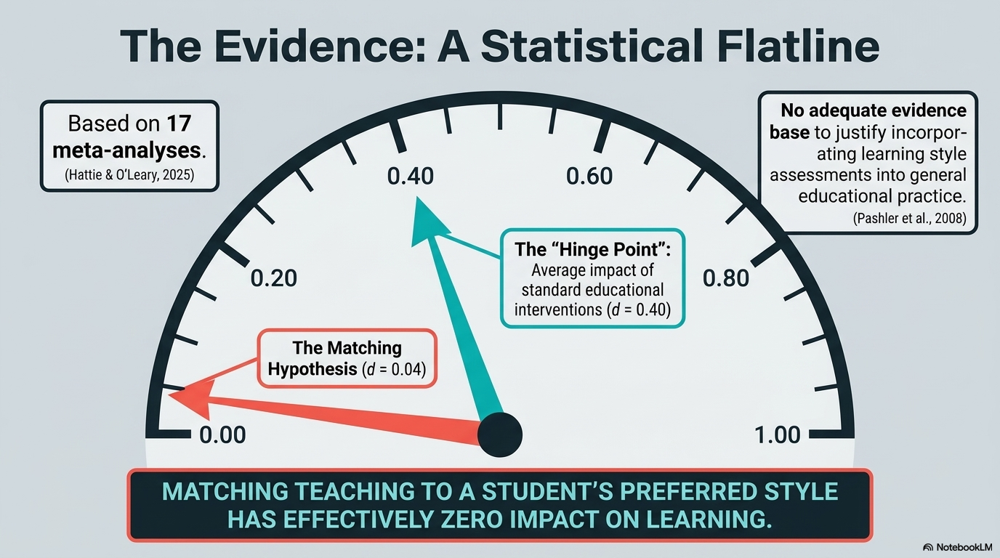 The Evidence: A Statistical Flatline
Based on 17
meta-analyses.
(Hattie & O’Leary, 2025)
No adequate evidence
base to justify incorpor-
ating learning style
assessments into general
educational practice.
(Pashler et al., 2008)
0.40
0.60
The “Hinge Point”:
Average impact of
standard educational
interventions (d = 0.40)
0.20
0.80
The Matching
Hypothesis (d = 0.04)
0.00
1.00
MATCHING TEACHING TO A STUDENT’S PREFERRED STYLE
HAS EFFECTIVELY ZERO IMPACT ON LEARNING.
NotebookLM